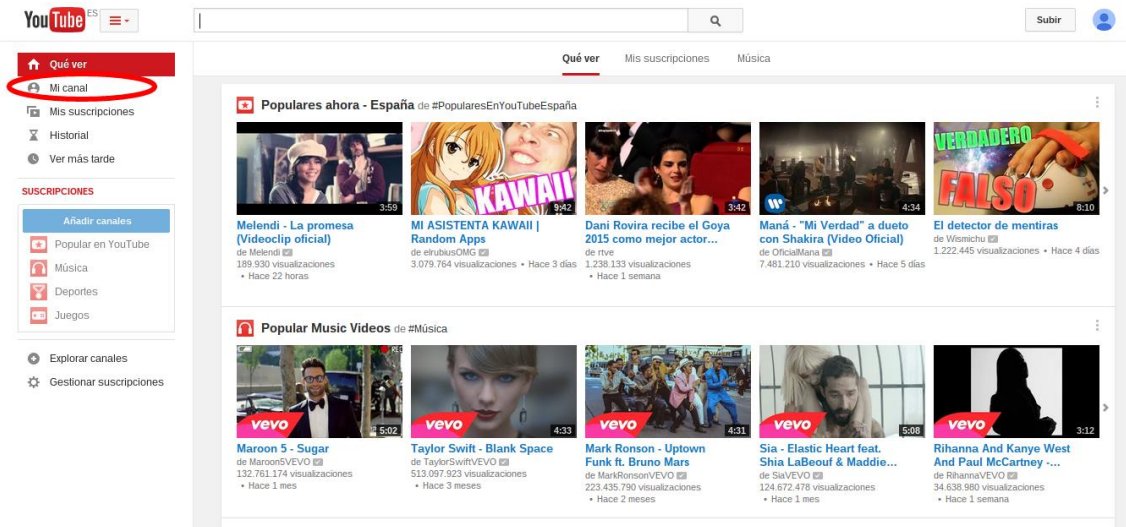 YouTube ES
Subir
Qué ver
Mi canal
Mis suscripciones
Historial
Ver más tarde
SUSCRIPCIONES
Añadir canales
Popular en YouTube
Música
Deportes
Juegos
Explorar canales
Gestionar suscripciones
Qué ver Mis suscripciones Música
Populares ahora - España de #PopularesEnYouTubeEspaña
3:59
Melendi - La promesa
(Videoclip oficial)
de Melendi
189.930 visualizaciones
• Hace 22 horas
KAWAII
9:42
MI ASISTENTA KAWAII |
Random Apps
de elrubiusOMG
3.079.764 visualizaciones • Hace 3 días
3:42
Dani Rovira recibe el Goya
2015 como mejor actor...
de rtve
1.238.133 visualizaciones
• Hace 1 semana
4:34
Maná - "Mi Verdad" a dueto
con Shakira (Video Oficial)
de OficialMana
7.481.210 visualizaciones • Hace 5 días
VERDADERO
FALSO
8:10
El detector de mentiras
de Wismichu
1.222.445 visualizaciones • Hace 4 días
Popular Music Videos de #Música
REC
vevo
5:02
Maroon 5 - Sugar
de Maroon5VEVO
132.761.174 visualizaciones
• Hace 1 mes
vevo
4:33
Taylor Swift - Blank Space
de TaylorSwiftVEVO
513.097.923 visualizaciones
• Hace 3 meses
vevo
4:31
Mark Ronson - Uptown
Funk ft. Bruno Mars
de MarkRonsonVEVO
223.435.790 visualizaciones
• Hace 2 meses
vevo
5:08
Sia - Elastic Heart feat.
Shia LaBeouf & Maddie...
de SiaVEVO
124.672.478 visualizaciones
• Hace 1 mes
vevo
3:12
Rihanna And Kanye West
And Paul McCartney -...
de RihannaVEVO
34.638.980 visualizaciones
• Hace 1 semana